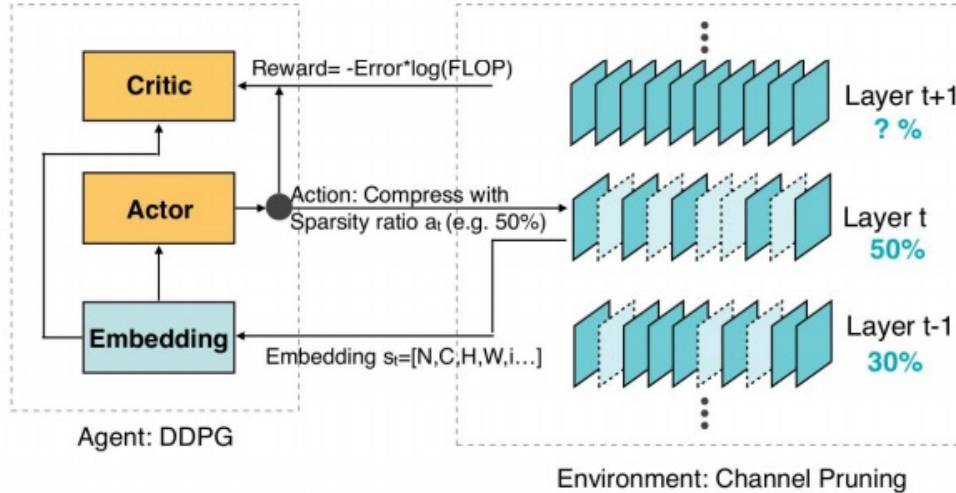 Critic
Reward= -Error*log(FLOP)
Layer t+1
? %
Actor
Action: Compress with
Sparsity ratio aₜ (e.g. 50%)
Layer t
50%
Embedding
Embedding sₜ=[N,C,H,W,i…]
Layer t-1
30%
Agent: DDPG
Environment: Channel Pruning